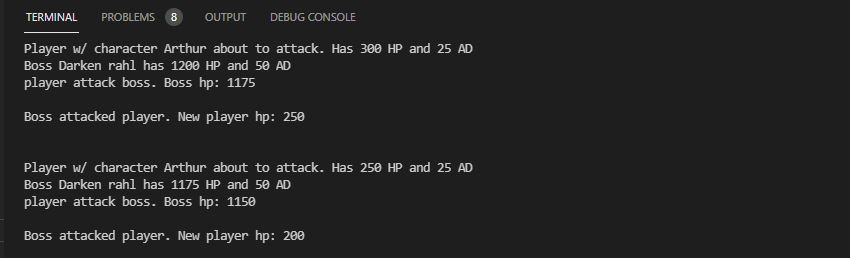 TERMINAL PROBLEMS 8 OUTPUT DEBUG CONSOLE
Player w/ character Arthur about to attack. Has 300 HP and 25 AD
Boss Darken rahl has 1200 HP and 50 AD
player attack boss. Boss hp: 1175
Boss attacked player. New player hp: 250
Player w/ character Arthur about to attack. Has 250 HP and 25 AD
Boss Darken rahl has 1175 HP and 50 AD
player attack boss. Boss hp: 1150
Boss attacked player. New player hp: 200